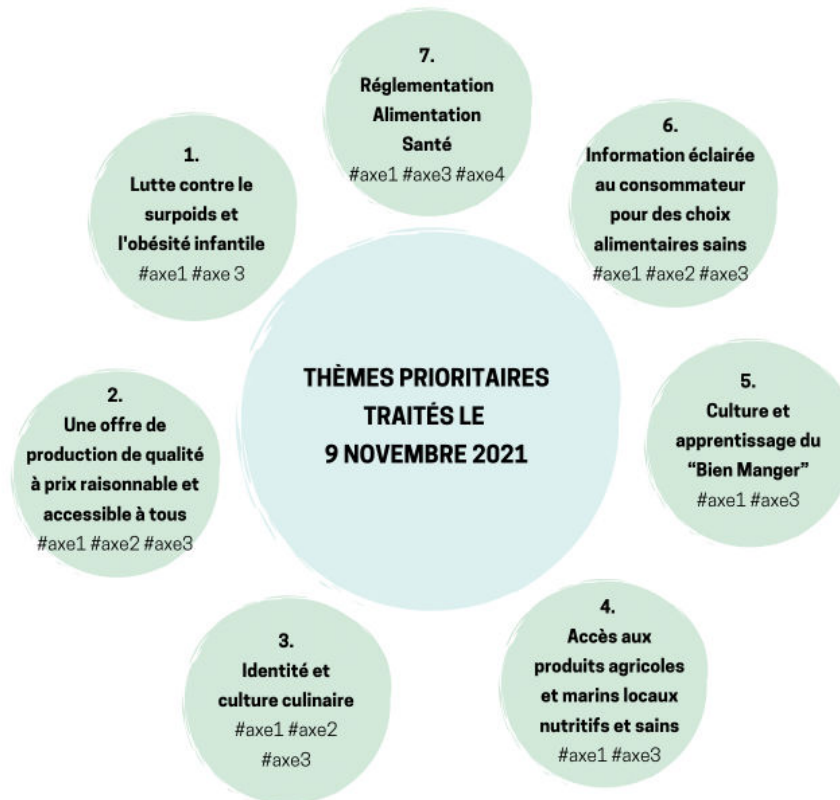 7.
Réglementation
Alimentation
Santé
#axe1 #axe3 #axe4
1.
Lutte contre le
surpoids et
l'obésité infantile
#axe1 #axe 3
6.
Information éclairée
au consommateur
pour des choix
alimentaires sains
#axe1 #axe2 #axe3
THÈMES PRIORITAIRES
TRAITÉS LE
9 NOVEMBRE 2021
2.
Une offre de
production de qualité
à prix raisonnable et
accessible à tous
#axe1 #axe2 #axe3
5.
Culture et
apprentissage du
“Bien Manger”
#axe1 #axe3
3.
Identité et
culture culinaire
#axe1 #axe2
#axe3
4.
Accès aux
produits agricoles
et marins locaux
nutritifs et sains
#axe1 #axe3